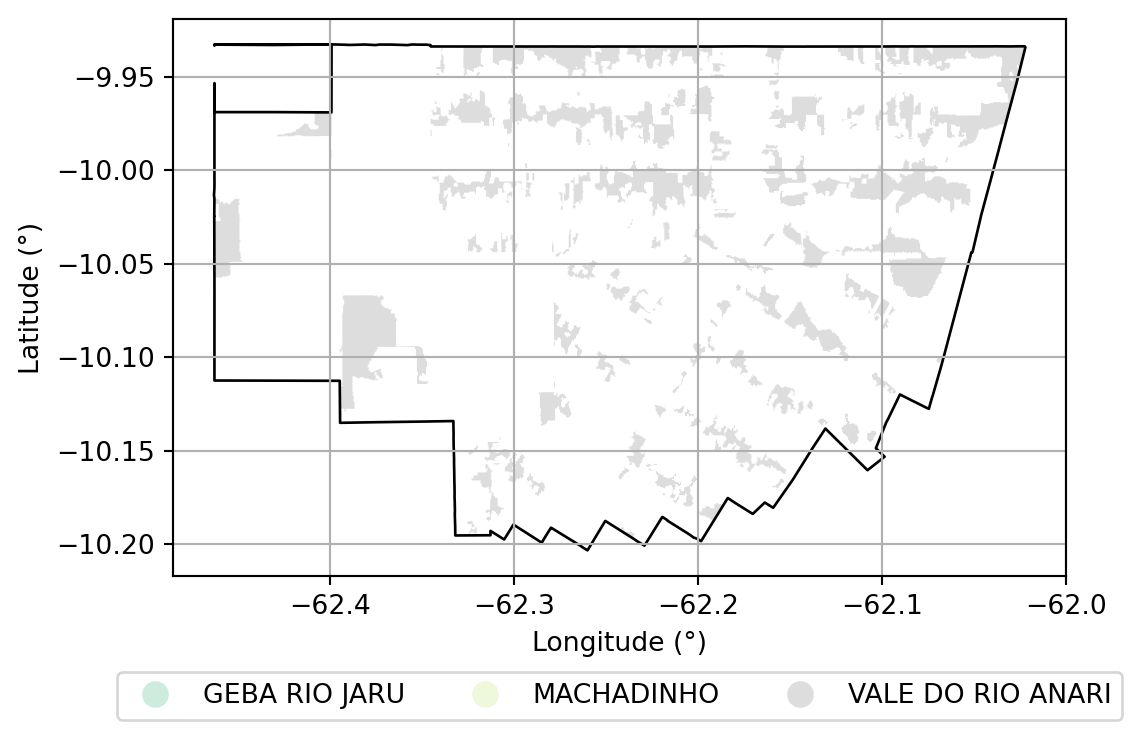 Latitude (°)
−9.95
−10.00
−10.05
−10.10
−10.15
−10.20
−62.4 −62.3 −62.2 −62.1 −62.0
Longitude (°)
GEBA RIO JARU MACHADINHO VALE DO RIO ANARI